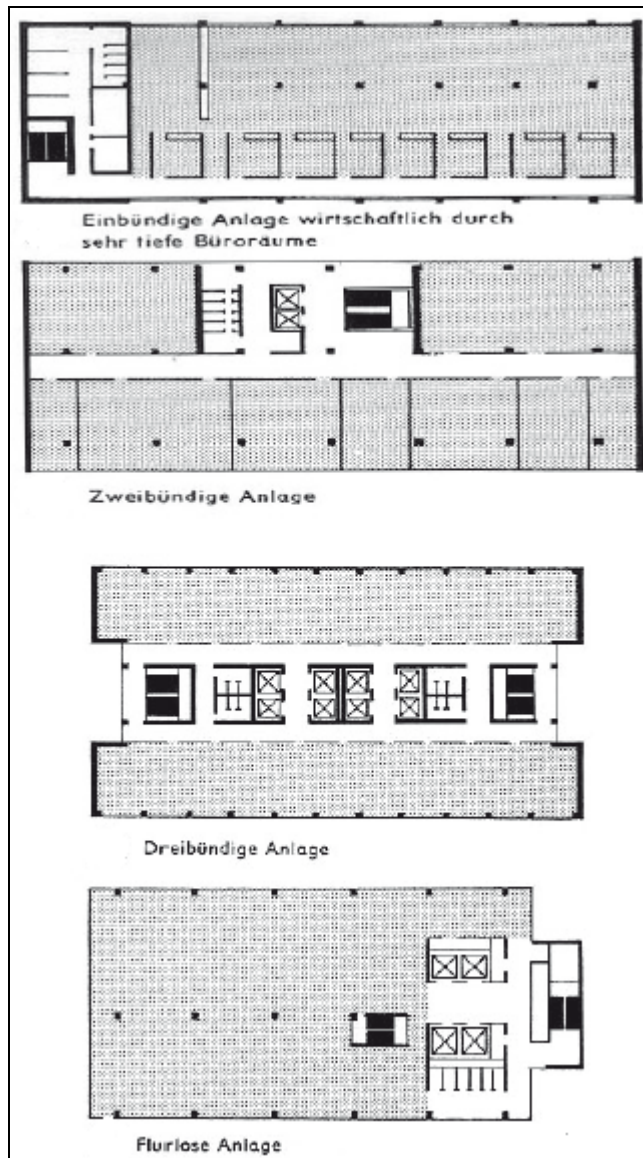 Einbündige Anlage wirtschaftlich durch
sehr tiefe Büroräume
Zweibündige Anlage
Dreibündige Anlage
Flurlose Anlage